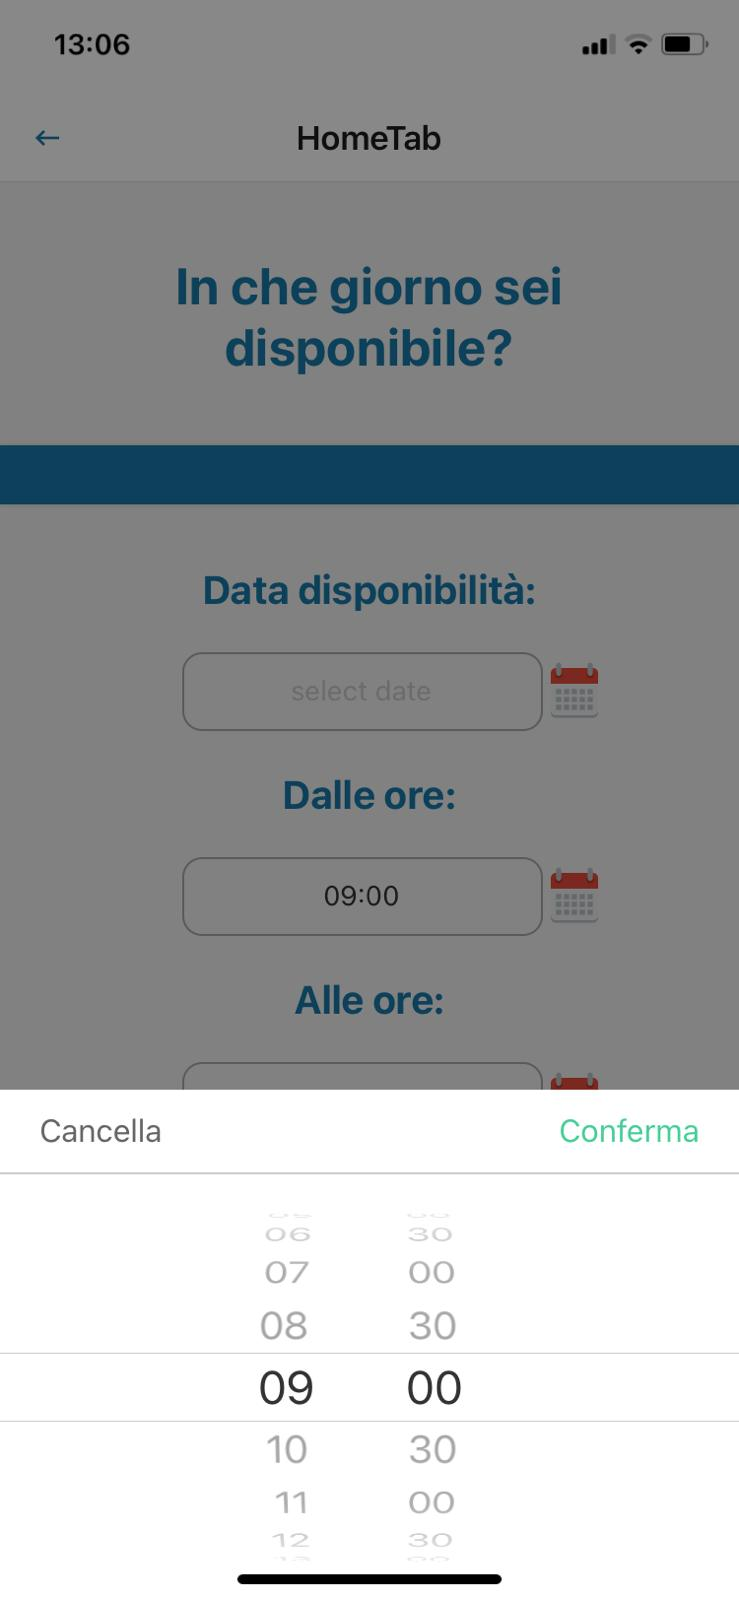 13:06
HomeTab
In che giorno sei
disponibile?
Data disponibilità:
select date
Dalle ore:
09:00
Alle ore:
Cancella Conferma
06 30
07 00
08 30
09 00
10 30
11 00
12 30